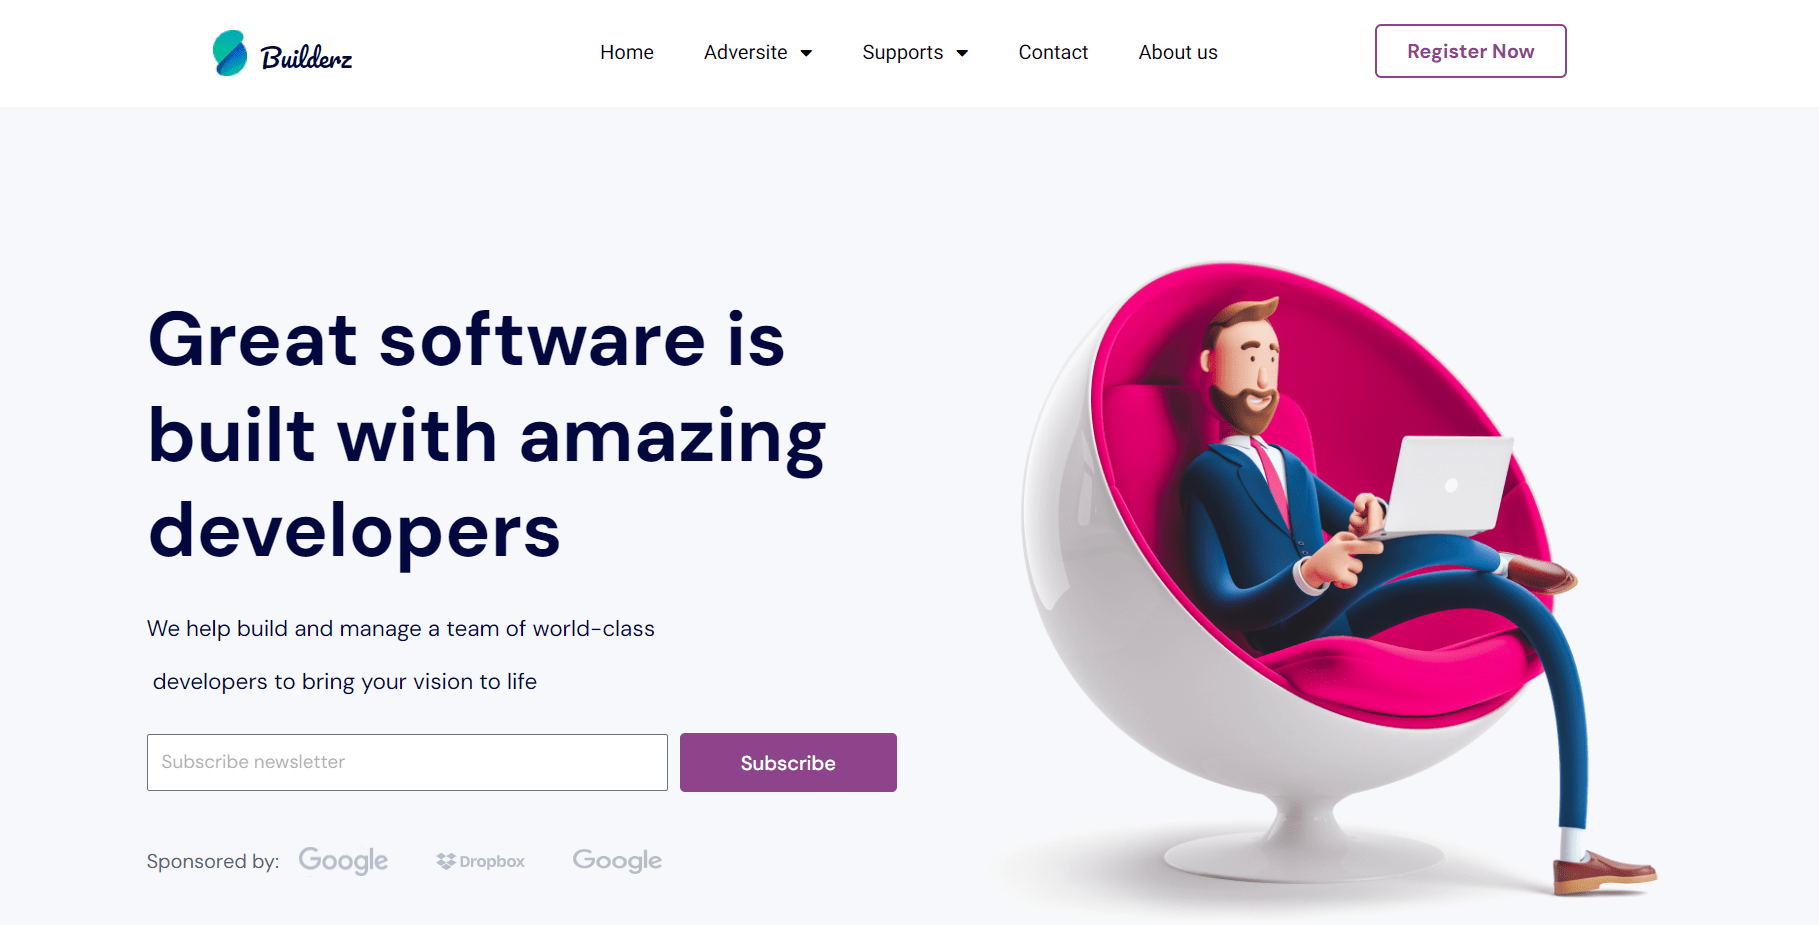 Builderz
Home
Adversite
Supports
Contact
About us
Register Now
Great software is
built with amazing
developers
We help build and manage a team of world-class
developers to bring your vision to life
Subscribe newsletter
Subscribe
Sponsored by:
Google
Dropbox
Google